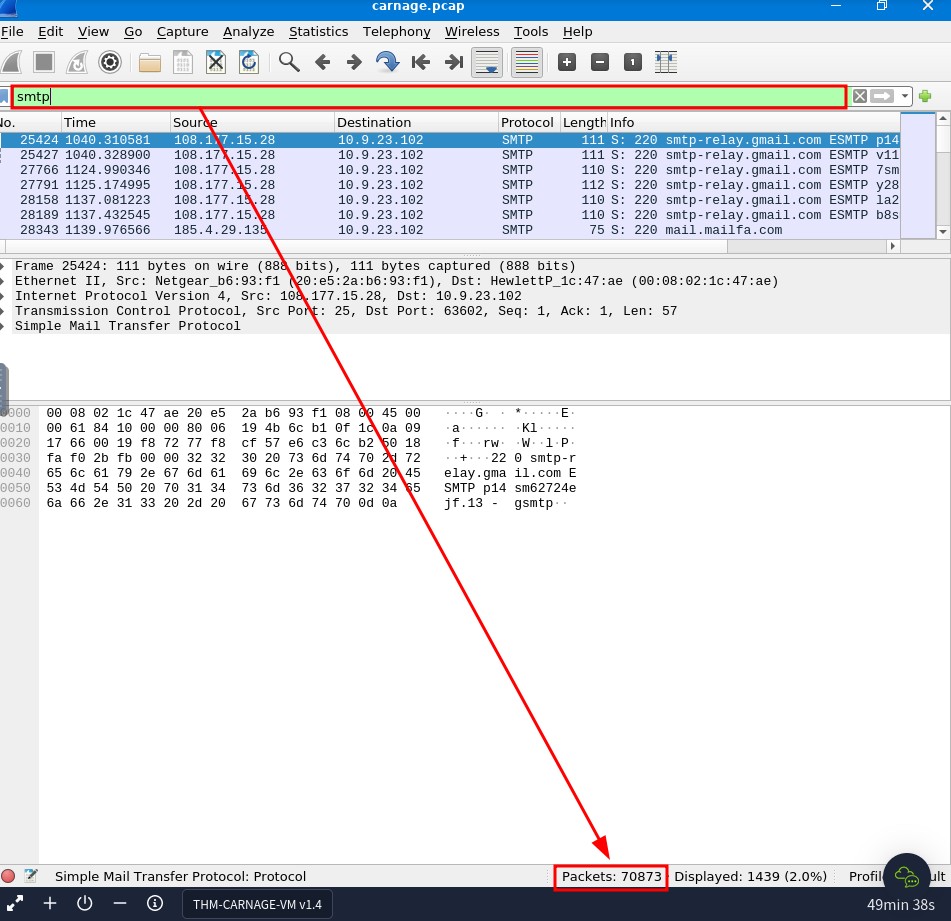 carnage.pcap
File Edit View Go Capture Analyze Statistics Telephony Wireless Tools Help
smtp
No. Time Source Destination Protocol Length Info
25424 1040.310581 108.177.15.28 10.9.23.102 SMTP 111 S: 220 smtp-relay.gmail.com ESMTP p14
25427 1040.328900 108.177.15.28 10.9.23.102 SMTP 111 S: 220 smtp-relay.gmail.com ESMTP v11
27766 1124.990346 108.177.15.28 10.9.23.102 SMTP 110 S: 220 smtp-relay.gmail.com ESMTP 7sm
27791 1125.174995 108.177.15.28 10.9.23.102 SMTP 112 S: 220 smtp-relay.gmail.com ESMTP y28
28158 1137.081223 108.177.15.28 10.9.23.102 SMTP 110 S: 220 smtp-relay.gmail.com ESMTP la2
28189 1137.432545 108.177.15.28 10.9.23.102 SMTP 110 S: 220 smtp-relay.gmail.com ESMTP b8s
28343 1139.976566 185.4.29.135 10.9.23.102 SMTP 75 S: 220 mail.mailfa.com
Frame 25424: 111 bytes on wire (888 bits), 111 bytes captured (888 bits)
Ethernet II, Src: Netgear_b6:93:f1 (20:e5:2a:b6:93:f1), Dst: HewlettP_1c:47:ae (00:08:02:1c:47:ae)
Internet Protocol Version 4, Src: 108.177.15.28, Dst: 10.9.23.102
Transmission Control Protocol, Src Port: 25, Dst Port: 63602, Seq: 1, Ack: 1, Len: 57
Simple Mail Transfer Protocol
0000 00 08 02 1c 47 ae 20 e5 2a b6 93 f1 08 00 45 00 ····G· · *·····E·
0010 00 61 84 10 00 00 80 06 19 4b 6c b1 0f 1c 0a 09 ·a······ ·Kl·····
0020 17 66 00 19 f8 72 77 f8 cf 57 e6 c3 6c b2 50 18 ·f···rw· ·W··l·P·
0030 fa f0 2b fb 00 00 32 32 30 20 73 6d 74 70 2d 72 ··+···22 0 smtp-r
0040 65 6c 61 79 2e 67 6d 61 69 6c 2e 63 6f 6d 20 45 elay.gma il.com E
0050 53 4d 54 50 20 70 31 34 73 6d 36 32 37 32 34 65 SMTP p14 sm62724e
0060 6a 66 2e 31 33 20 2d 20 67 73 6d 74 70 0d 0a jf.13 - gsmtp··
Simple Mail Transfer Protocol: Protocol Packets: 70873 Displayed: 1439 (2.0%)
THM-CARNAGE-VM v1.4 49min 38s